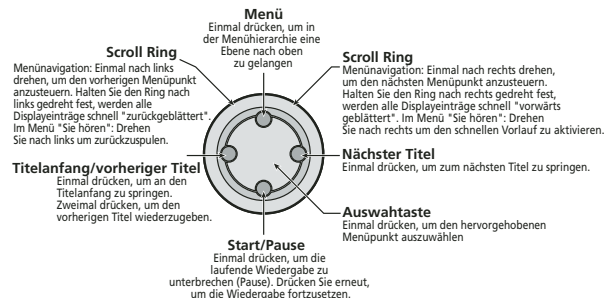 Menü
Einmal drücken, um in
der Menühierarchie eine
Ebene nach oben
zu gelangen
Scroll Ring
Menünavigation: Einmal nach links
drehen, um den vorherigen Menüpunkt
anzusteuern. Halten Sie den Ring nach
links gedreht fest, werden alle
Displayeinträge schnell "zurückgeblättert".
Im Menü "Sie hören": Drehen
Sie nach links um zurückzuspulen.
Scroll Ring
Menünavigation: Einmal nach rechts drehen,
um den nächsten Menüpunkt anzusteuern.
Halten Sie den Ring nach rechts gedreht fest,
werden alle Displayeinträge schnell "vorwärts
geblättert". Im Menü "Sie hören": Drehen
Sie nach rechts um den schnellen Vorlauf zu aktivieren.
Titelanfang/vorheriger Titel
Einmal drücken, um an den
Titelanfang zu springen.
Zweimal drücken, um den
vorherigen Titel wiederzugeben.
Nächster Titel
Einmal drücken, um zum nächsten Titel zu springen.
Auswahtaste
Einmal drücken, um den hervorgehobenen
Menüpunkt auszuwählen
Start/Pause
Einmal drücken, um die
laufende Wiedergabe zu
unterbrechen (Pause). Drücken Sie erneut,
um die Wiedergabe fortzusetzen.